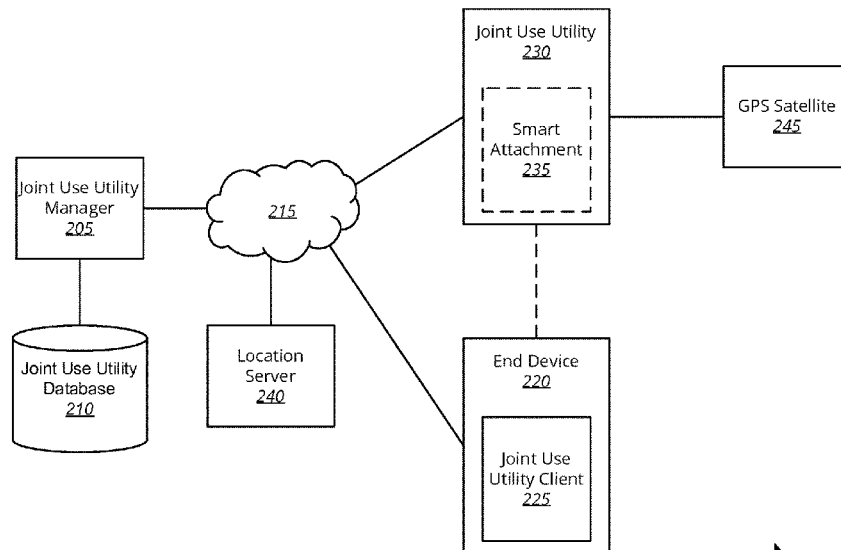 Joint Use Utility
230
Smart
Attachment
235
GPS Satellite
245
Joint Use Utility
Manager
205
215
Joint Use Utility
Database
210
Location
Server
240
End Device
220
Joint Use
Utility Client
225